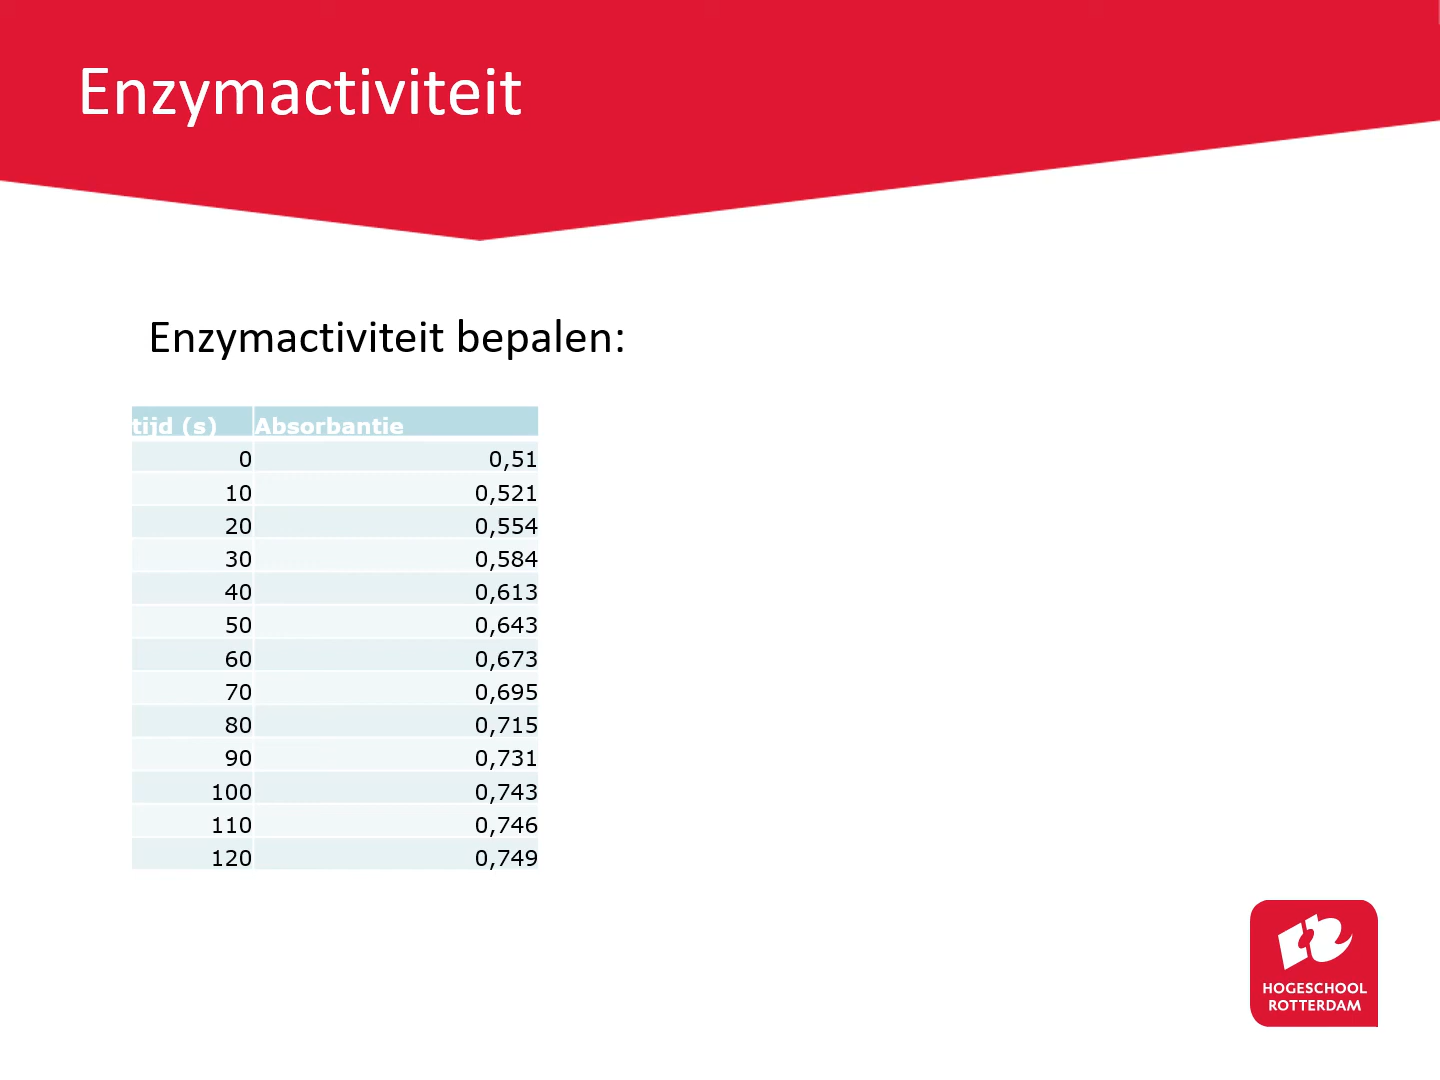 Enzymactiviteit
Enzymactiviteit bepalen:
tijd (s) Absorbantie
0 0,51
10 0,521
20 0,554
30 0,584
40 0,613
50 0,643
60 0,673
70 0,695
80 0,715
90 0,731
100 0,743
110 0,746
120 0,749
HOGESCHOOL
ROTTERDAM